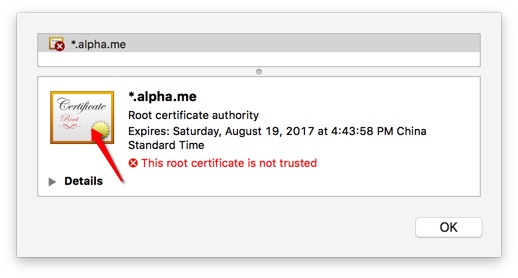 *.alpha.me
*.alpha.me
Certificate
Root
Root certificate authority
Expires: Saturday, August 19, 2017 at 4:43:58 PM China
Standard Time
This root certificate is not trusted
Details
OK